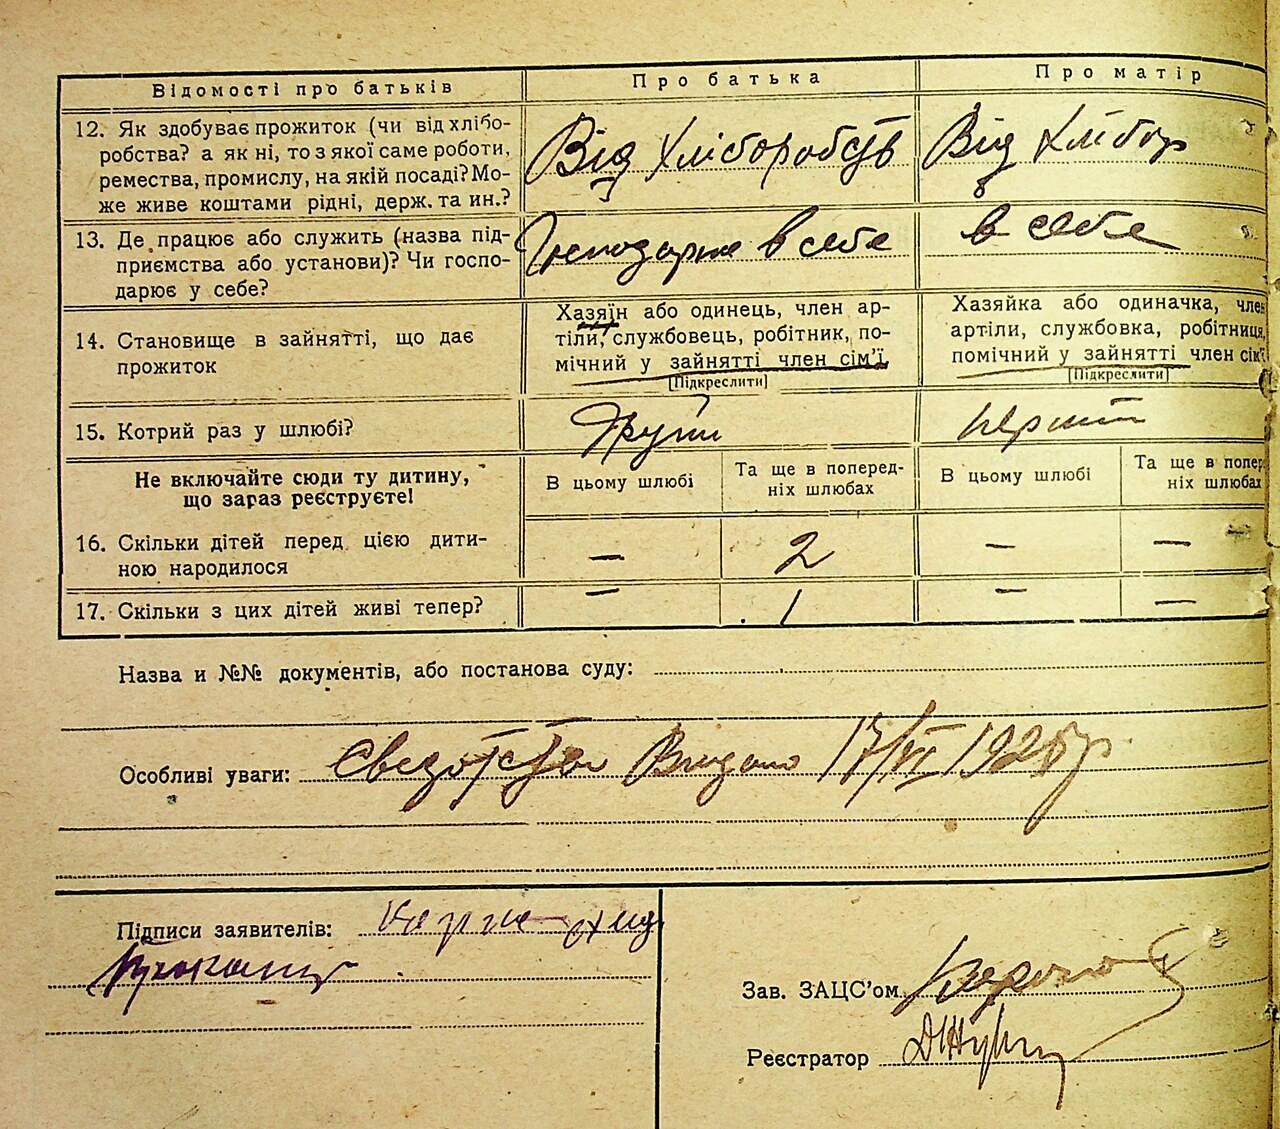 Відомості про батьків
Про батька
Про матір
12. Як здобуває прожиток (чи від хлібо-
робства? а як ні, то з якої саме роботи,
ремества, промислу, на якій посаді? Мо-
же живе коштами рідні, держ. та ин.?
Від Хліборобств
Від Хлібор
13. Де працює або служить (назва під-
приємства або установи)? Чи госпо-
дарює у себе?
в себе
в себе
14. Становище в зайнятті, що дає
прожиток
Хазяїн або одинець, член ар-
тіли, службовець, робітник, по-
мічний у зайнятті член сім'ї.
[Підкреслити]
Хазяйка або одиначка, член
артіли, службовка, робітниця,
помічний у зайнятті член сім'ї
[Підкреслити]
15. Котрий раз у шлюбі?
Другий
Не включайте сюди ту дитину,
що зараз реєструєте!
В цьому шлюбі
Та ще в поперед-
ніх шлюбах
В цьому шлюбі
Та ще в попер
ніх шлюбах
16. Скільки дітей перед цією дити-
ною народилося
— 2 — —
17. Скільки з цих дітей живі тепер?
— 1 — —
Назва и №№ документів, або постанова суду:
Особливі уваги: Видано 17/VI 192 р.
Підписи заявителів:
Зав. ЗАЦС'ом
Реєстратор